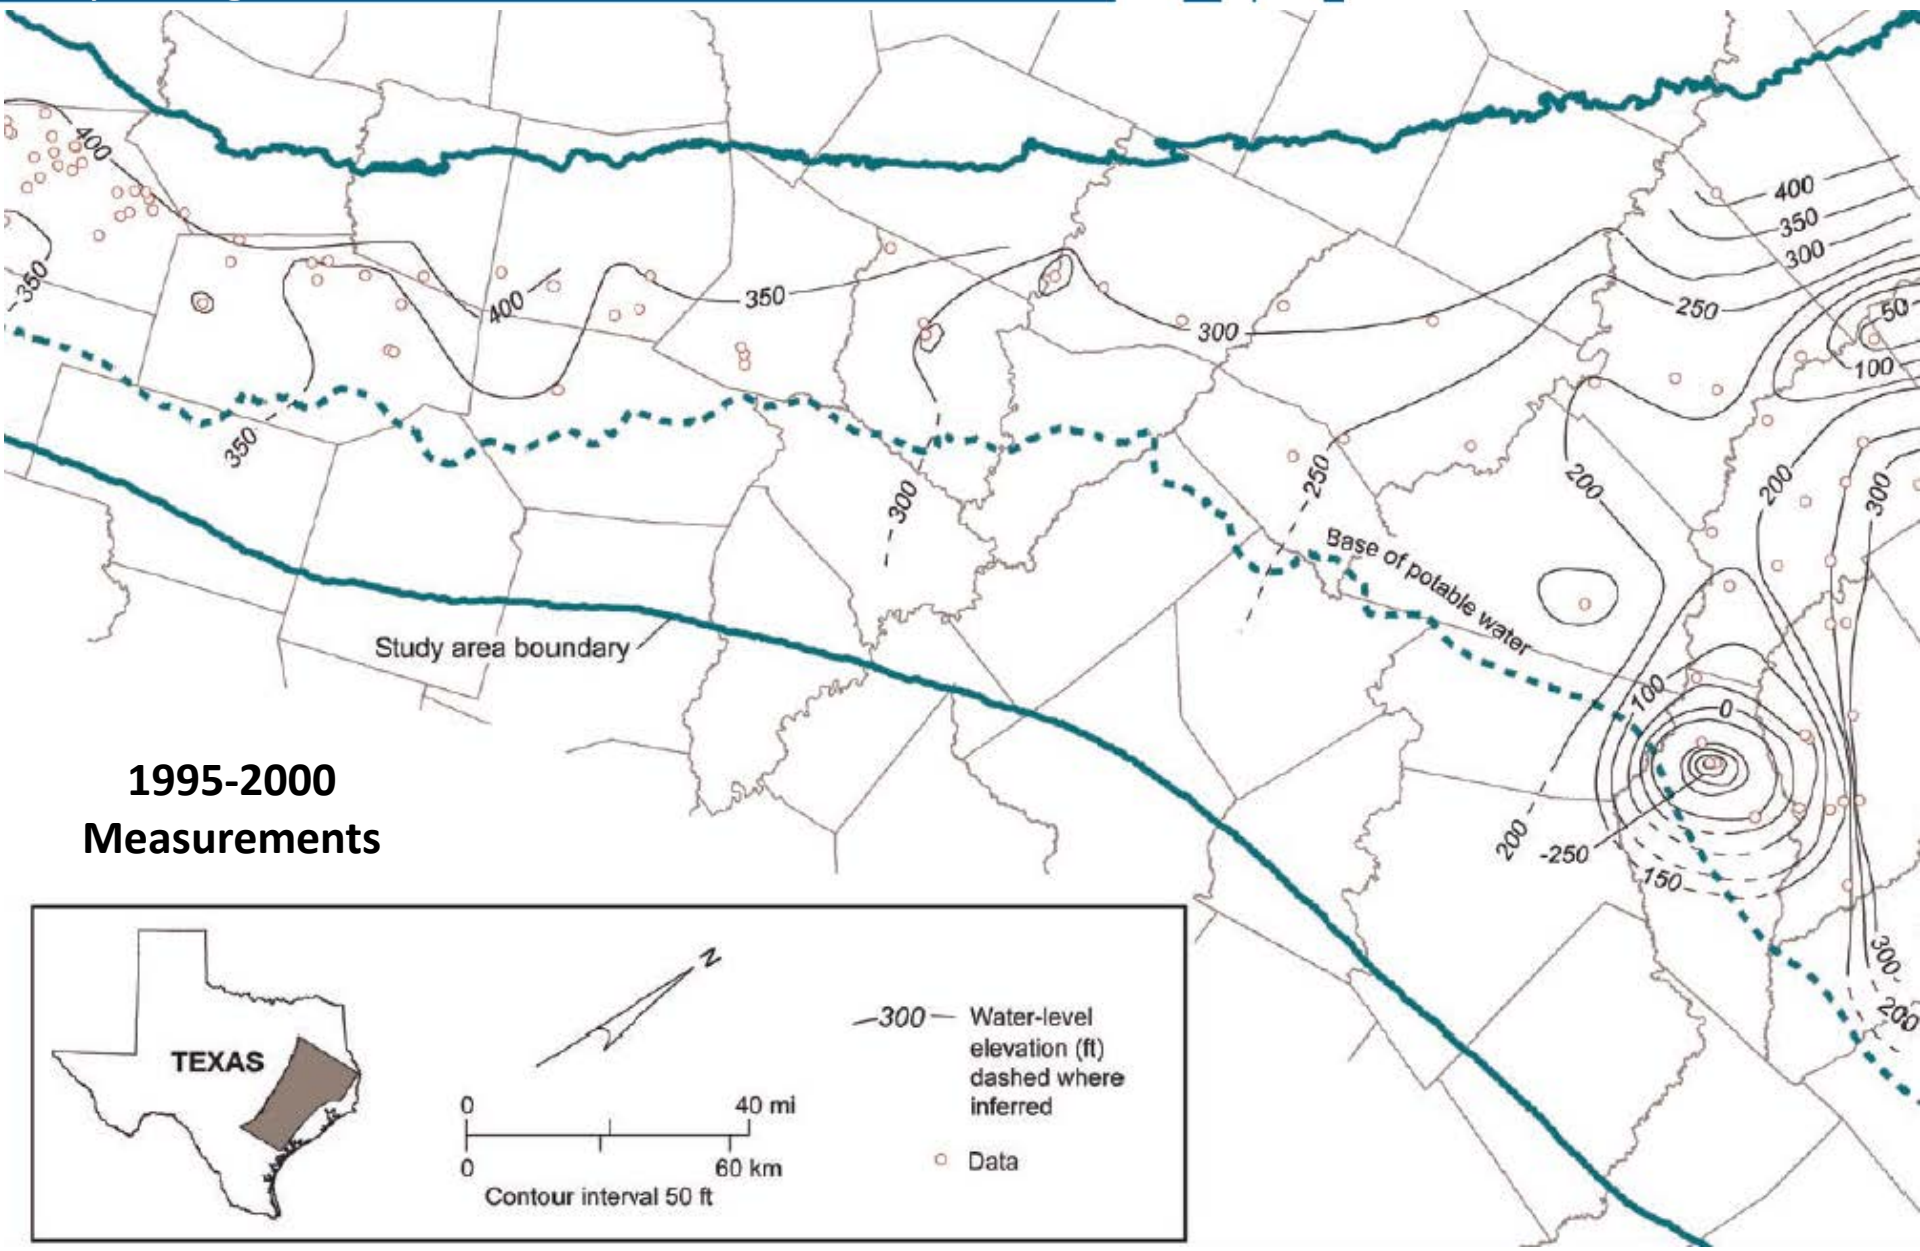 400
350
400
350
350
300
300
250
400
350
300
250
50
100
200
200
300
Base of potable water
Study area boundary
100
0
-250
200
150
300
200
1995-2000
Measurements
TEXAS
N
0 40 mi
0 60 km
Contour interval 50 ft
300 Water-level
elevation (ft)
dashed where
inferred
Data